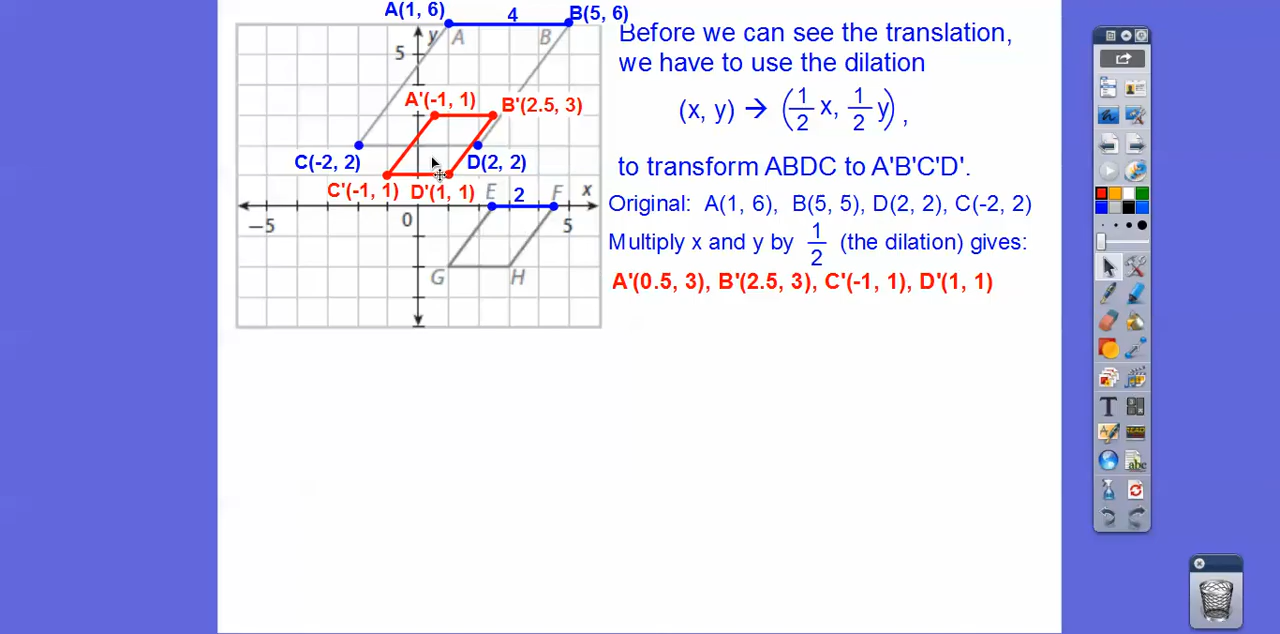 A(1, 6) 4 B(5, 6)
y A B
5
A'(-1, 1) B'(2.5, 3)
C(-2, 2) D(2, 2)
C'(-1, 1) D'(1, 1) E 2 F x
−5 0 5
G H
Before we can see the translation,
we have to use the dilation
(x, y) → (1/2 x, 1/2 y),
to transform ABDC to A'B'C'D'.
Original: A(1, 6), B(5, 5), D(2, 2), C(-2, 2)
Multiply x and y by 1/2 (the dilation) gives:
A'(0.5, 3), B'(2.5, 3), C'(-1, 1), D'(1, 1)
T
abc